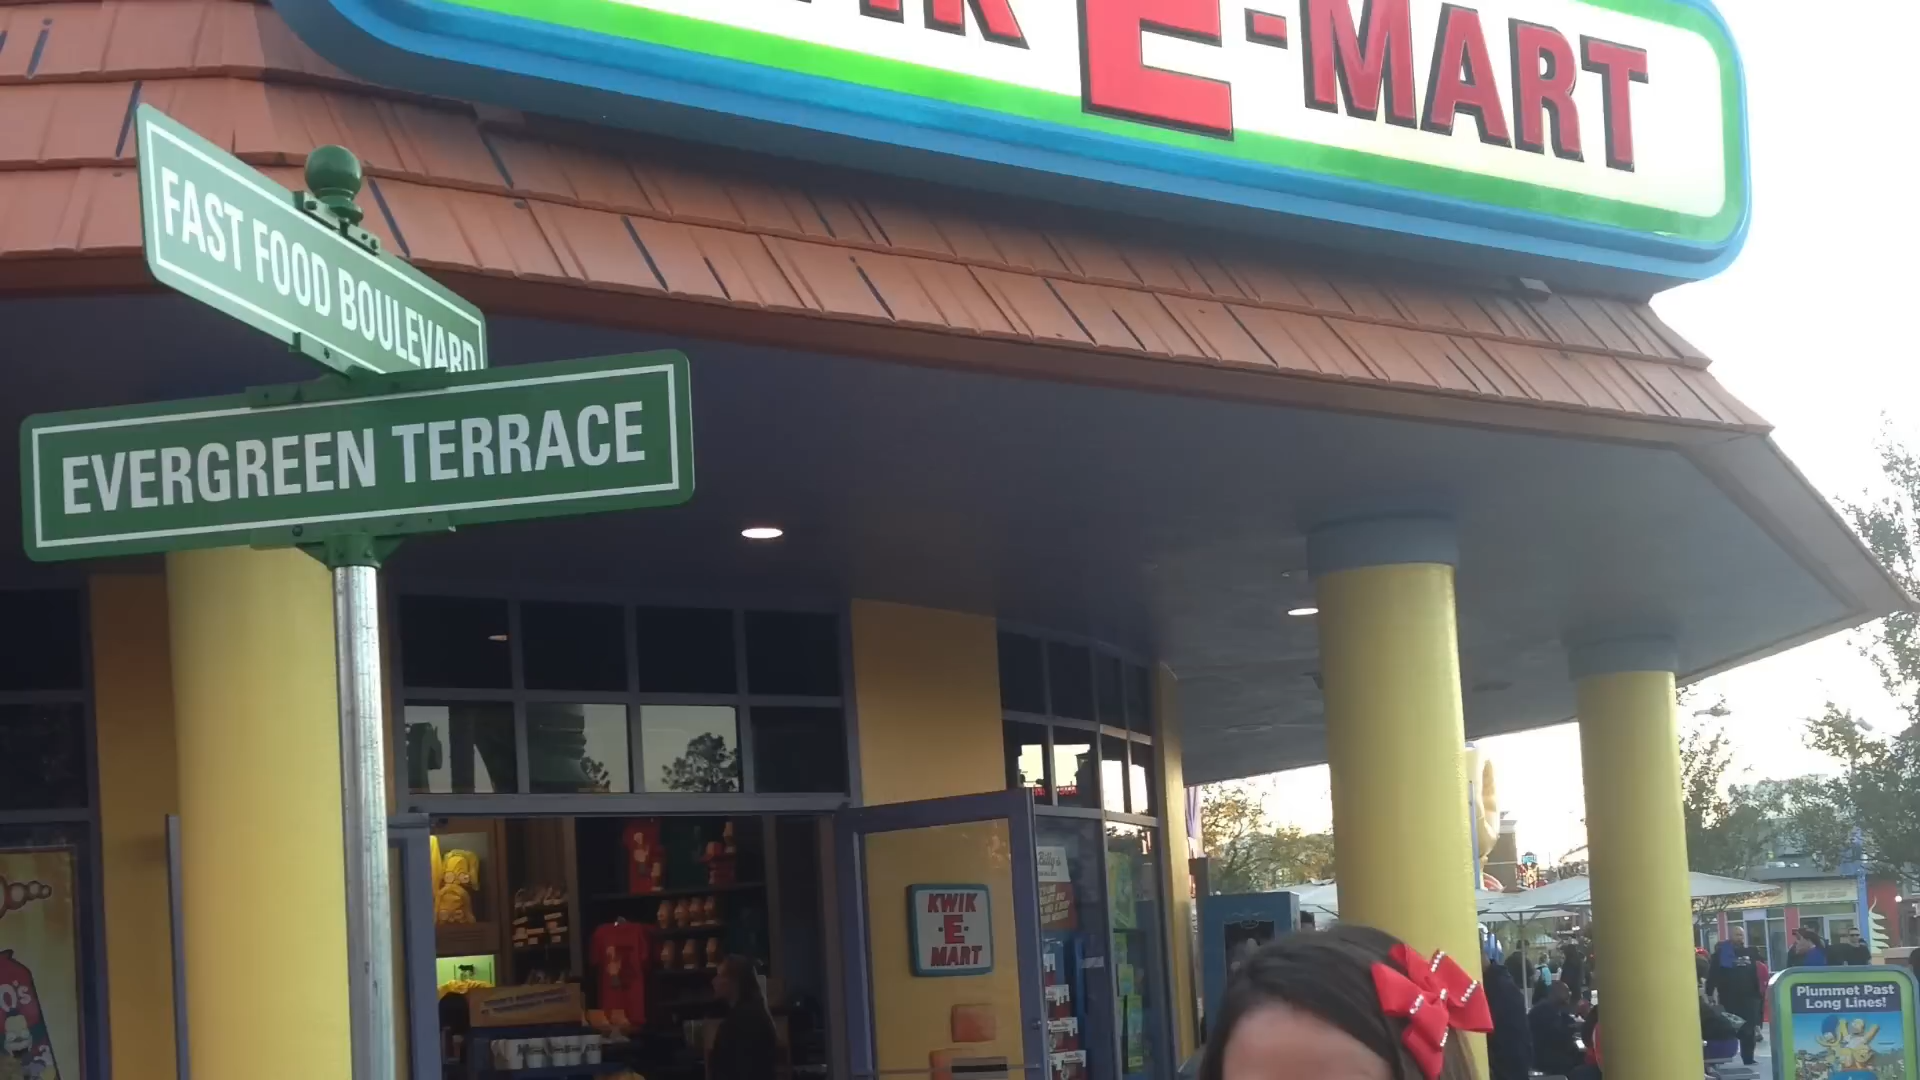 E-MART
FAST FOOD BOULEVARD
EVERGREEN TERRACE
KWIK
·E·
MART
Plummet Past
Long Lines!